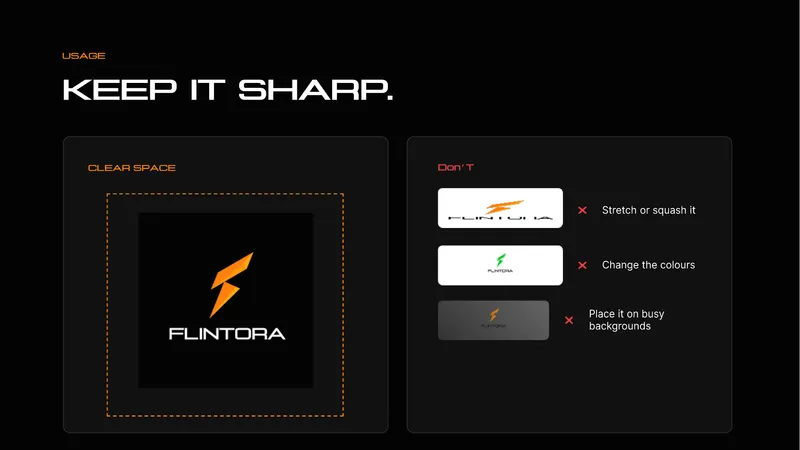 USAGE
KEEP IT SHARP.
CLEAR SPACE
FLINTORA
Don'T
FLINTORA
Stretch or squash it
FLINTORA
Change the colours
FLINTORA
Place it on busy
backgrounds